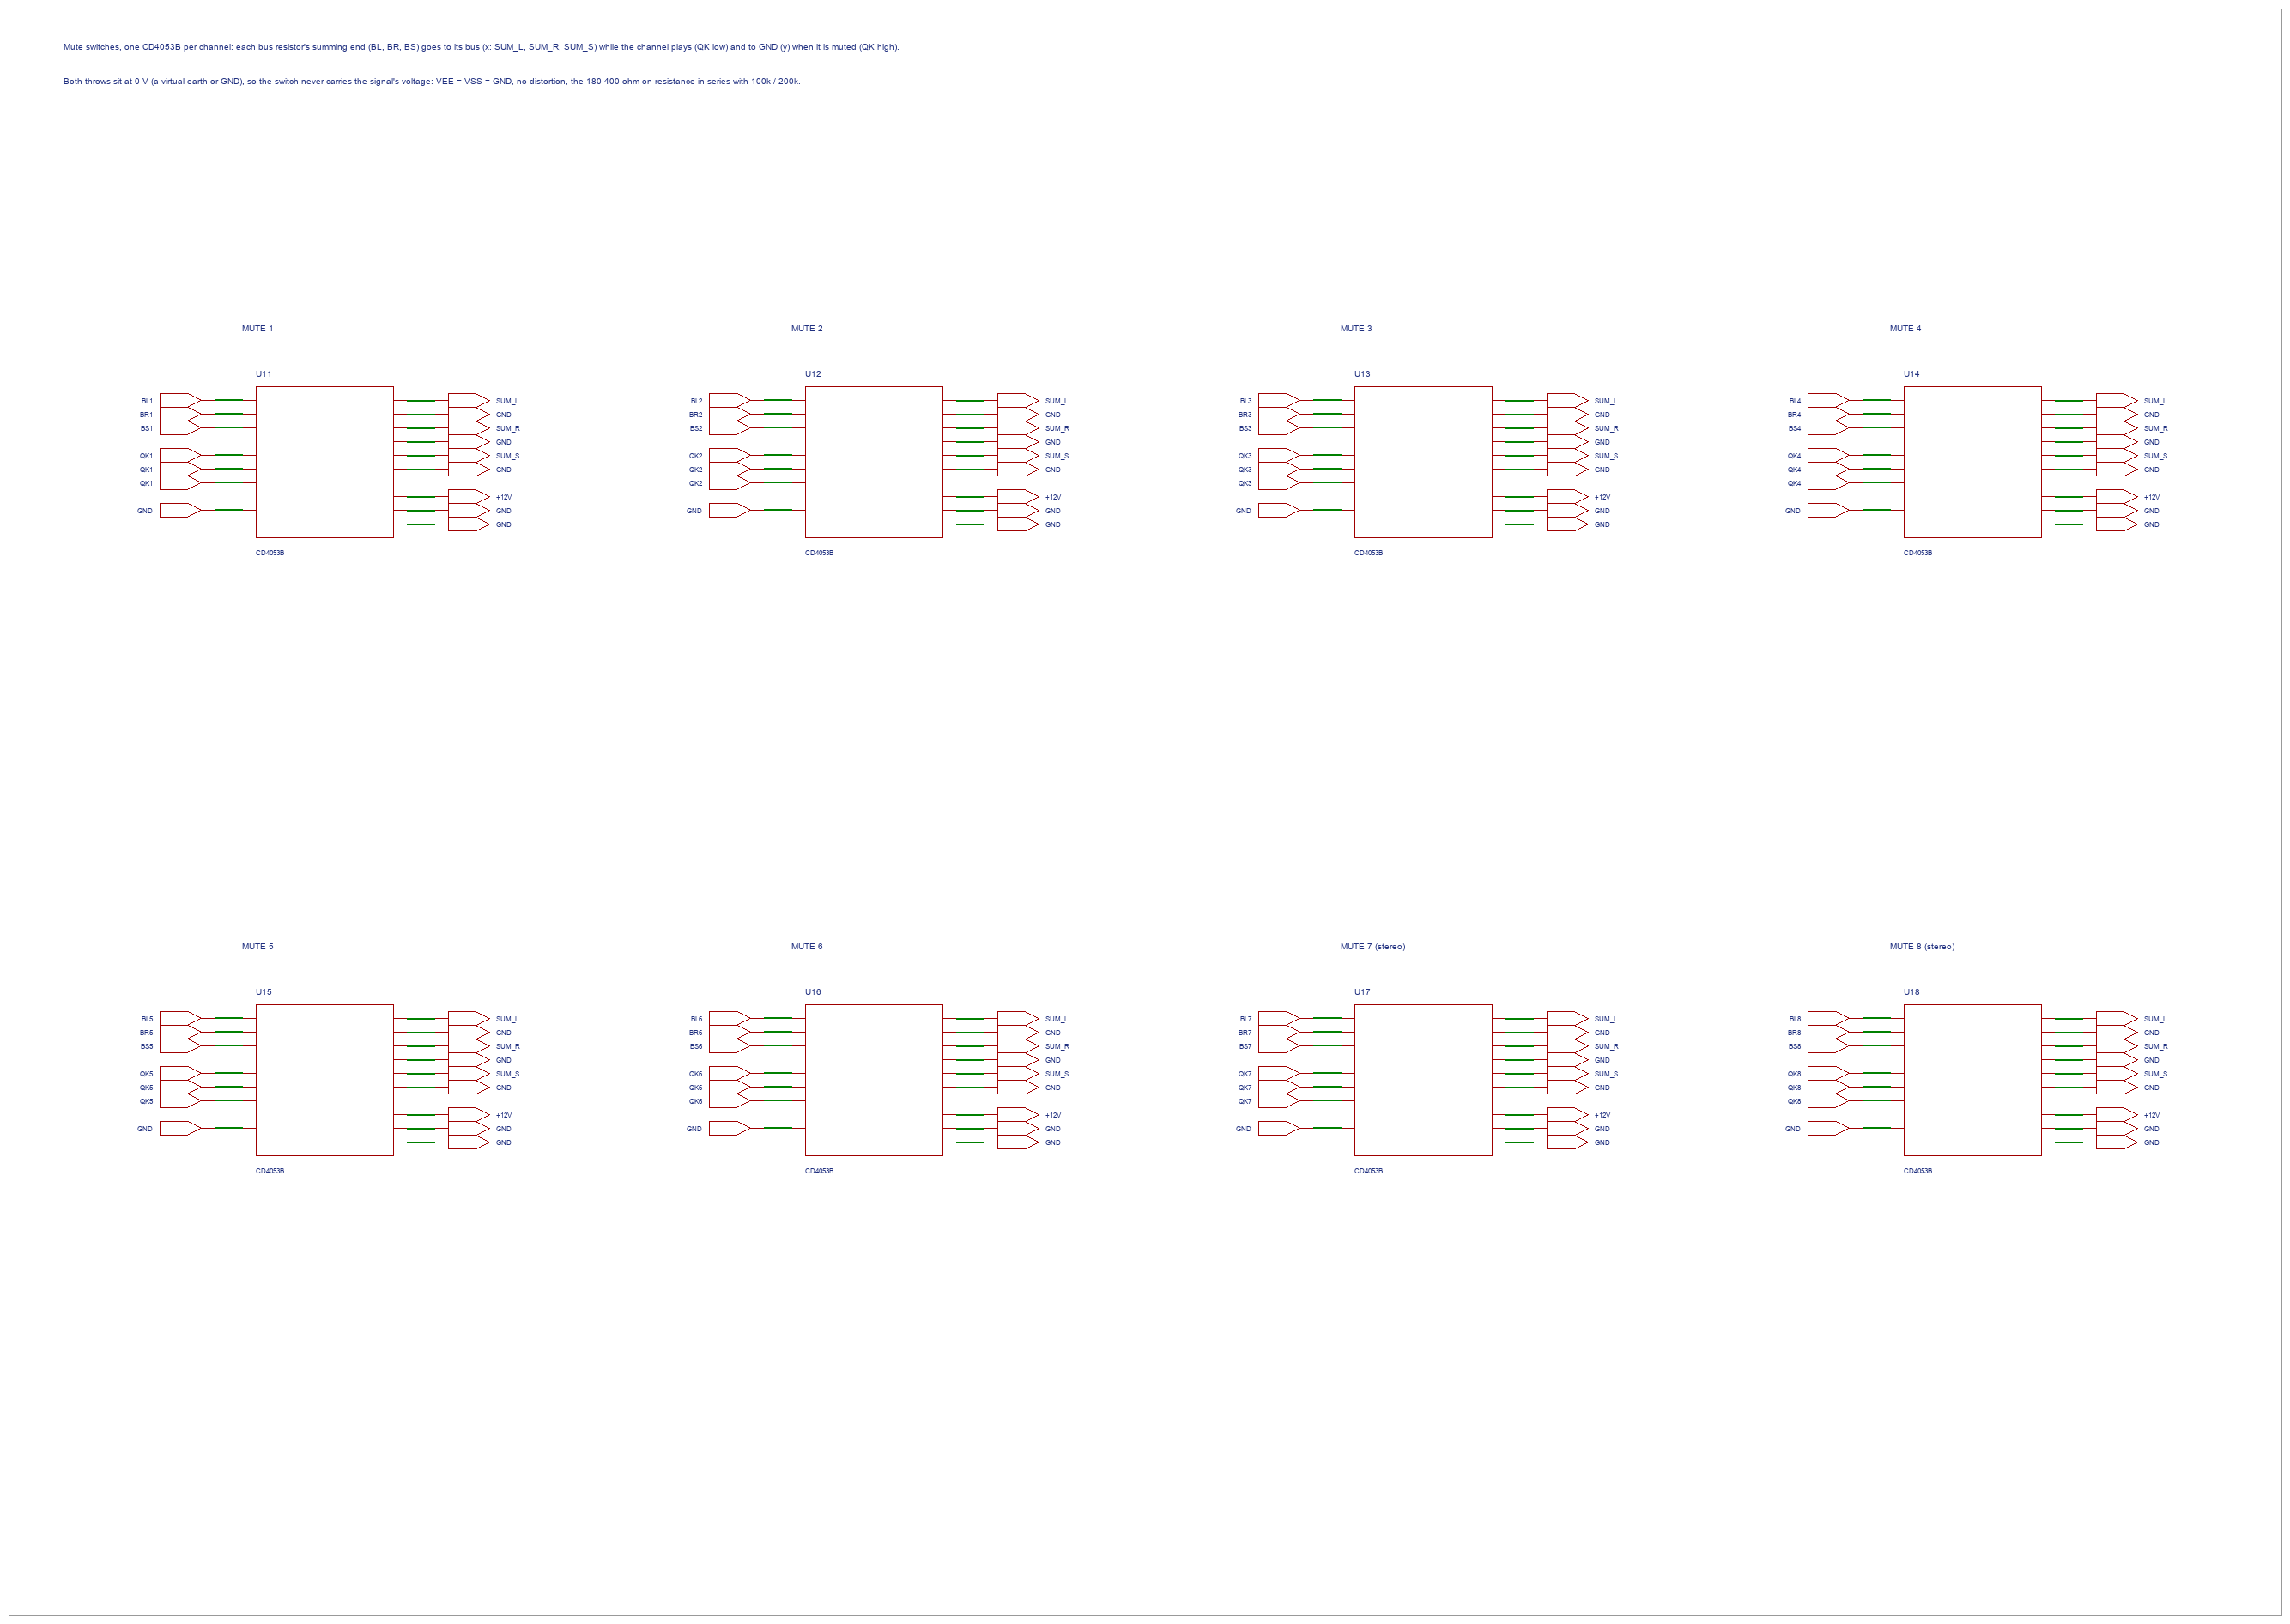 Mute switches, one CD4053B per channel: each bus resistor's summing end (BL, BR, BS) goes to its bus (x: SUM_L, SUM_R, SUM_S) while the channel plays (QK low) and to GND (y) when it is muted (QK high).
Both throws sit at 0 V (a virtual earth or GND), so the switch never carries the signal's voltage: VEE = VSS = GND, no distortion, the 180-400 ohm on-resistance in series with 100k / 200k.
MUTE 1
U11
BL1
BR1
BS1
QK1
QK1
QK1
GND
SUM_L
GND
SUM_R
GND
SUM_S
GND
+12V
GND
GND
CD4053B
MUTE 2
U12
BL2
BR2
BS2
QK2
QK2
QK2
GND
SUM_L
GND
SUM_R
GND
SUM_S
GND
+12V
GND
GND
CD4053B
MUTE 3
U13
BL3
BR3
BS3
QK3
QK3
QK3
GND
SUM_L
GND
SUM_R
GND
SUM_S
GND
+12V
GND
GND
CD4053B
MUTE 4
U14
BL4
BR4
BS4
QK4
QK4
QK4
GND
SUM_L
GND
SUM_R
GND
SUM_S
GND
+12V
GND
GND
CD4053B
MUTE 5
U15
BL5
BR5
BS5
QK5
QK5
QK5
GND
SUM_L
GND
SUM_R
GND
SUM_S
GND
+12V
GND
GND
CD4053B
MUTE 6
U16
BL6
BR6
BS6
QK6
QK6
QK6
GND
SUM_L
GND
SUM_R
GND
SUM_S
GND
+12V
GND
GND
CD4053B
MUTE 7 (stereo)
U17
BL7
BR7
BS7
QK7
QK7
QK7
GND
SUM_L
GND
SUM_R
GND
SUM_S
GND
+12V
GND
GND
CD4053B
MUTE 8 (stereo)
U18
BL8
BR8
BS8
QK8
QK8
QK8
GND
SUM_L
GND
SUM_R
GND
SUM_S
GND
+12V
GND
GND
CD4053B